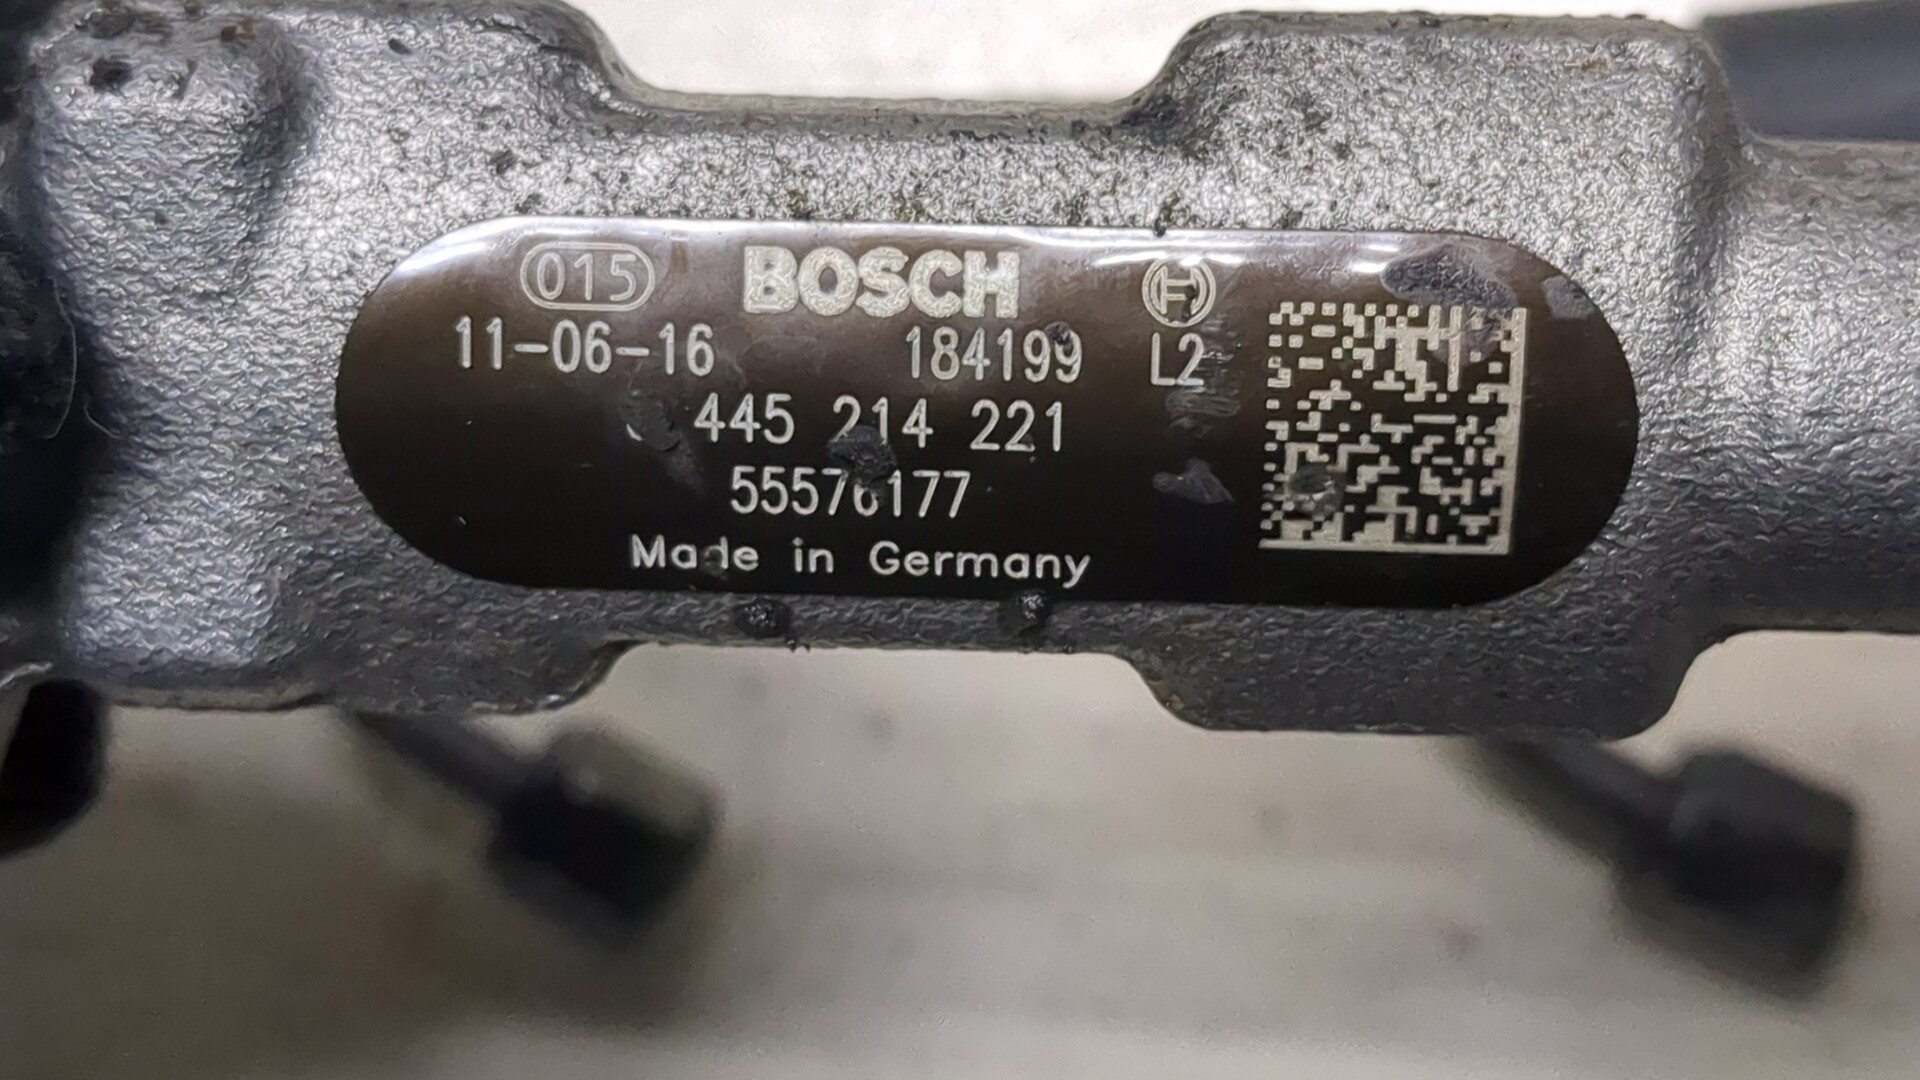 015 BOSCH
11-06-16 184199 L2
445 214 221
55576177
Made in Germany